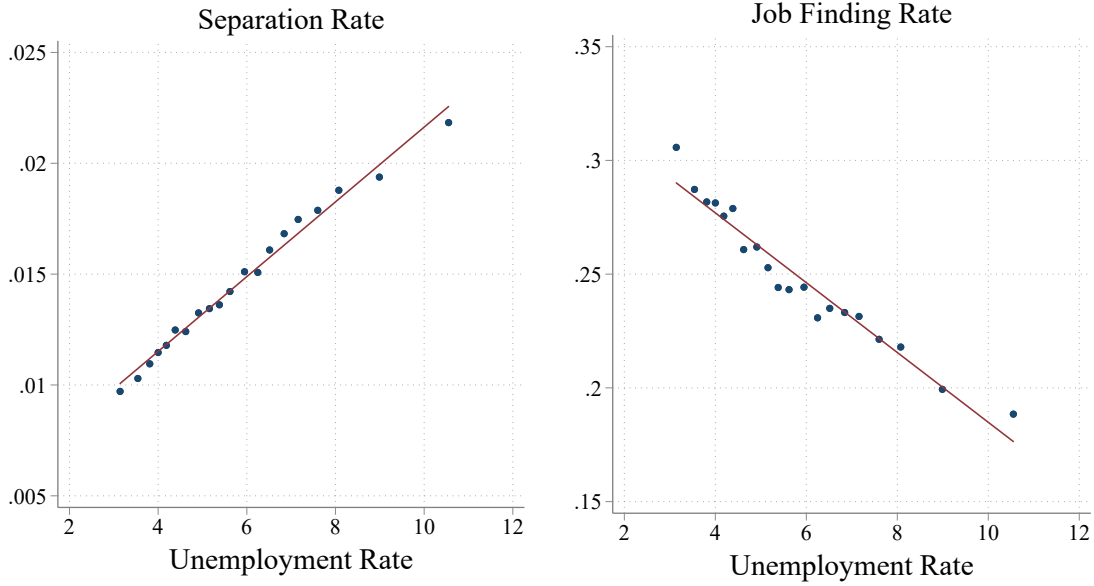 Separation Rate
.025
.02
.015
.01
.005
2 4 6 8 10 12
Unemployment Rate
Job Finding Rate
.35
.3
.25
.2
.15
2 4 6 8 10 12
Unemployment Rate